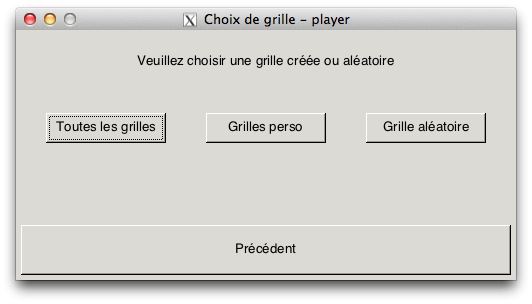 Choix de grille – player
Veuillez choisir une grille créée ou aléatoire
Toutes les grilles
Grilles perso
Grille aléatoire
Précédent